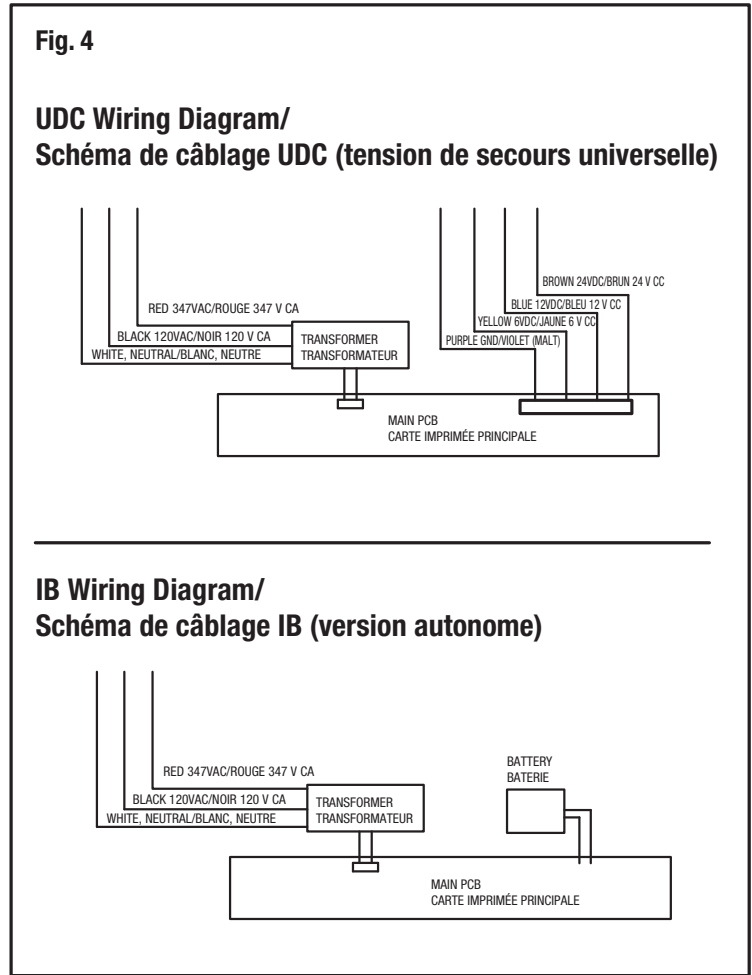 Fig. 4
UDC Wiring Diagram/
Schéma de câblage UDC (tension de secours universelle)
BROWN 24VDC/BRUN 24 V CC
BLUE 12VDC/BLEU 12 V CC
YELLOW 6VDC/JAUNE 6 V CC
PURPLE GND/VIOLET (MALT)
RED 347VAC/ROUGE 347 V CA
BLACK 120VAC/NOIR 120 V CA
WHITE, NEUTRAL/BLANC, NEUTRE
TRANSFORMER
TRANSFORMATEUR
MAIN PCB
CARTE IMPRIMÉE PRINCIPALE
IB Wiring Diagram/
Schéma de câblage IB (version autonome)
RED 347VAC/ROUGE 347 V CA
BLACK 120VAC/NOIR 120 V CA
WHITE, NEUTRAL/BLANC, NEUTRE
TRANSFORMER
TRANSFORMATEUR
BATTERY
BATERIE
MAIN PCB
CARTE IMPRIMÉE PRINCIPALE